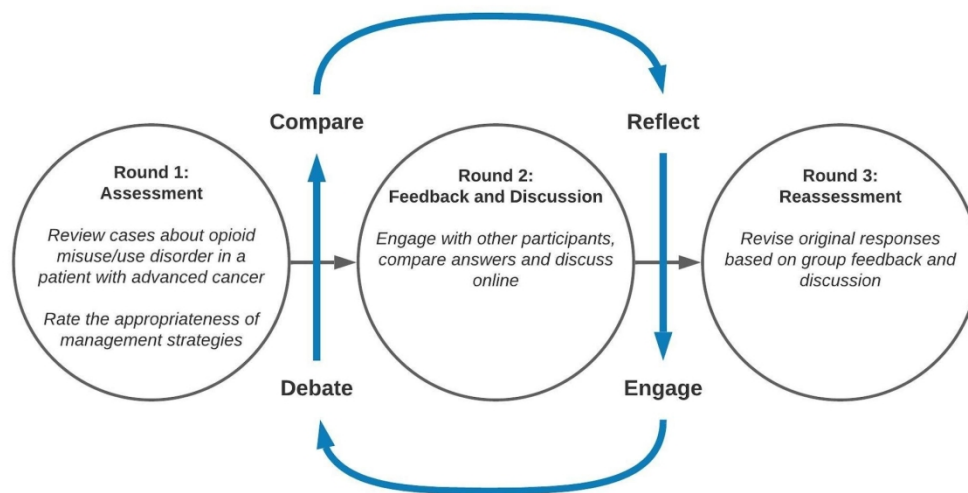 Compare
Reflect
Round 1:
Assessment
Review cases about opioid
misuse/use disorder in a
patient with advanced cancer
Rate the appropriateness of
management strategies
Round 2:
Feedback and Discussion
Engage with other participants,
compare answers and discuss
online
Round 3:
Reassessment
Revise original responses
based on group feedback and
discussion
Debate
Engage